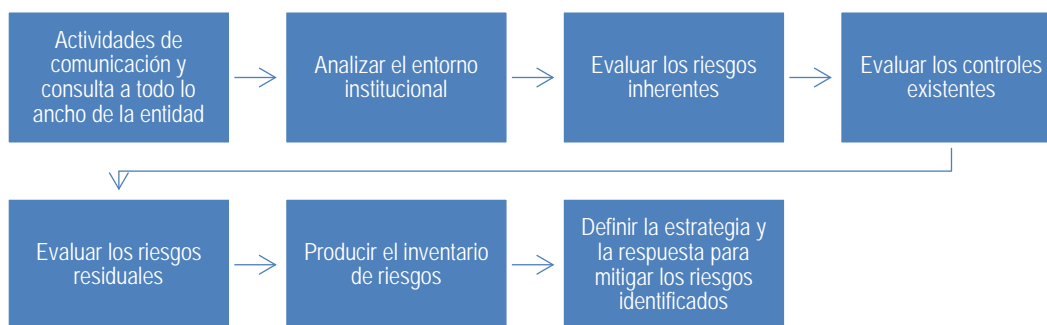 Actividades de
comunicación y
consulta a todo lo
ancho de la entidad
Analizar el entorno
institucional
Evaluar los riesgos
inherentes
Evaluar los controles
existentes
Evaluar los riesgos
residuales
Producir el inventario
de riesgos
Definir la estrategia y
la respuesta para
mitigar los riesgos
identificados